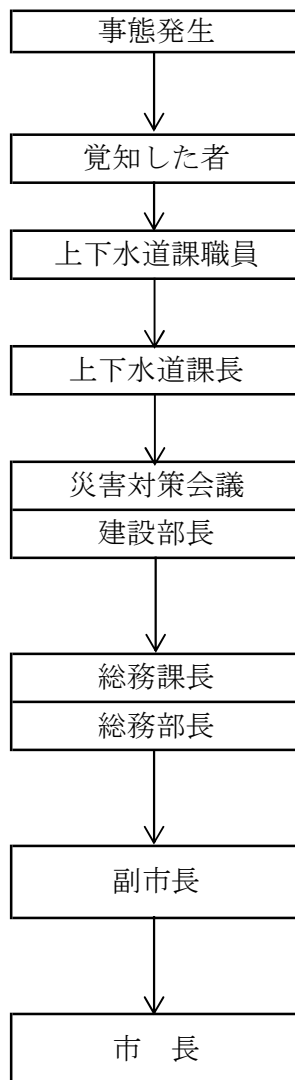 事態発生
覚知した者
上下水道課職員
上下水道課長
災害対策会議
建設部長
総務課長
総務部長
副市長
市　長